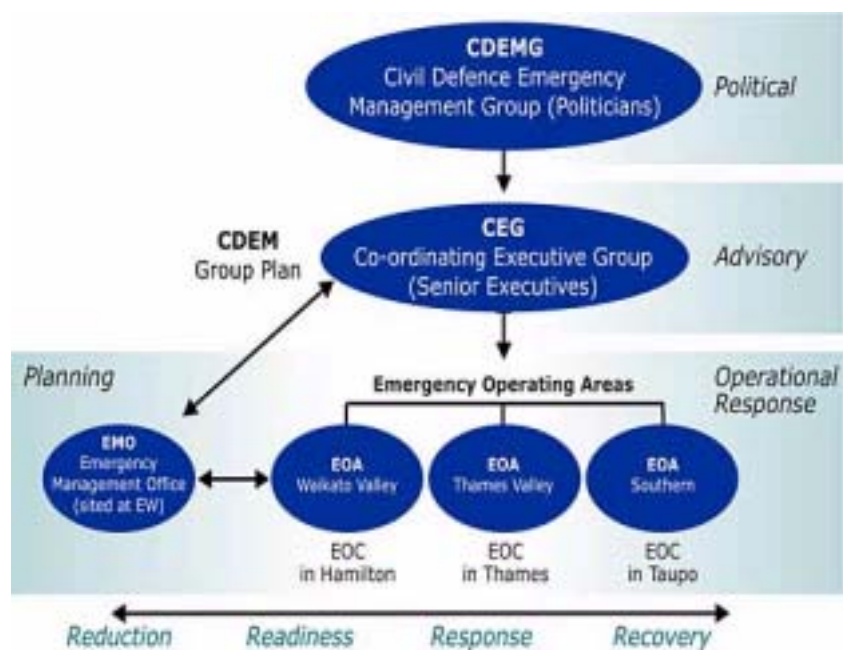 CDEMG
Civil Defence Emergency
Management Group (Politicians)
Political
CEG
Co-ordinating Executive Group
(Senior Executives)
Advisory
CDEM
Group Plan
Planning
Emergency Operating Areas
Operational
Response
EMO
Emergency
Management Office
(sited at EW)
EOA
Waikato Valley
EOA
Thames Valley
EOA
Southern
EOC
in Hamilton
EOC
in Thames
EOC
in Taupo
Reduction
Readiness
Response
Recovery